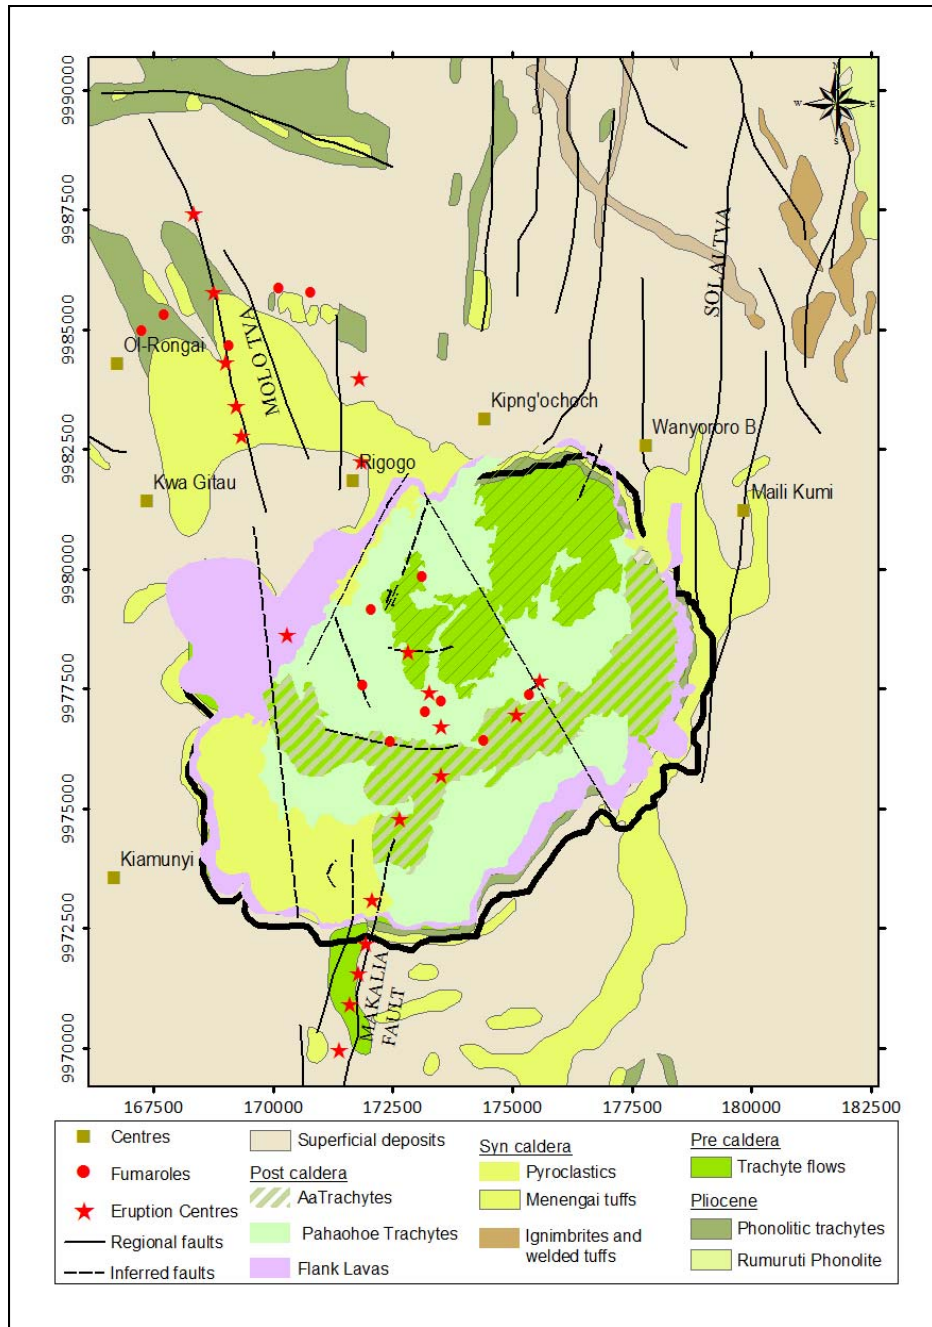 9990000
N
W
E
S
9987500
SOLAI TVA
9985000
Ol-Rongai
MOLO TVA
Kipng'ochoch
9982500
Wanyororo B
Rigogo
Kwa Gitau
Maili Kumi
9980000
9977500
9975000
Kiamunyi
9972500
MAKALIA
FAULT
9970000
167500 170000 172500 175000 177500 180000 182500
Centres
Fumaroles
Eruption Centres
Regional faults
Inferred faults
Superficial deposits
Post caldera
AaTrachytes
Pahaohoe Trachytes
Flank Lavas
Syn caldera
Pyroclastics
Menengai tuffs
Ignimbrites and
welded tuffs
Pre caldera
Trachyte flows
Pliocene
Phonolitic trachytes
Rumuruti Phonolite